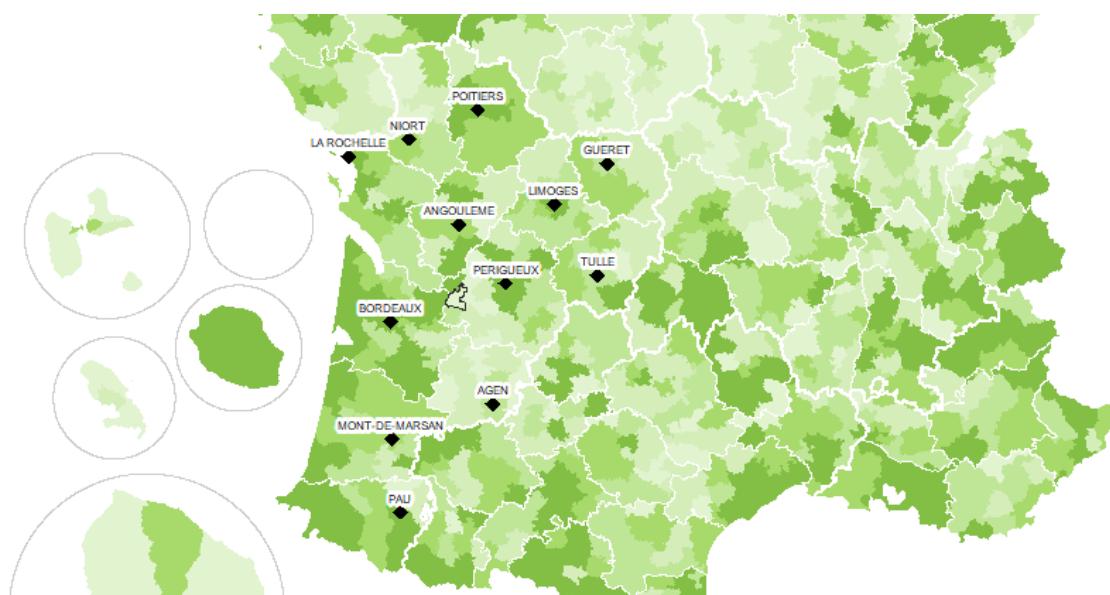 POITIERS
NIORT
LA ROCHELLE
GUERET
LIMOGES
ANGOULEME
TULLE
PERIGUEUX
BORDEAUX
AGEN
MONT-DE-MARSAN
PAU